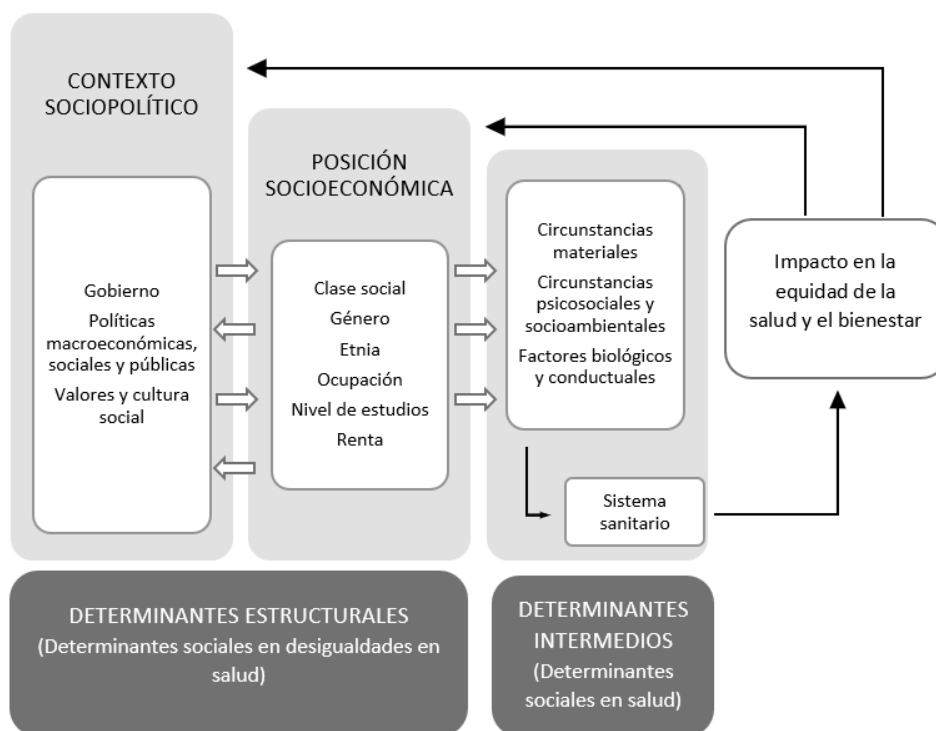 CONTEXTO
SOCIOPOLÍTICO
Gobierno
Políticas
macroeconómicas,
sociales y públicas
Valores y cultura
social
POSICIÓN
SOCIOECONÓMICA
Clase social
Género
Etnia
Ocupación
Nivel de estudios
Renta
Circunstancias
materiales
Circunstancias
psicosociales y
socioambientales
Factores biológicos
y conductuales
Sistema
sanitario
Impacto en la
equidad de la
salud y el bienestar
DETERMINANTES ESTRUCTURALES
(Determinantes sociales en desigualdades en
salud)
DETERMINANTES
INTERMEDIOS
(Determinantes
sociales en salud)